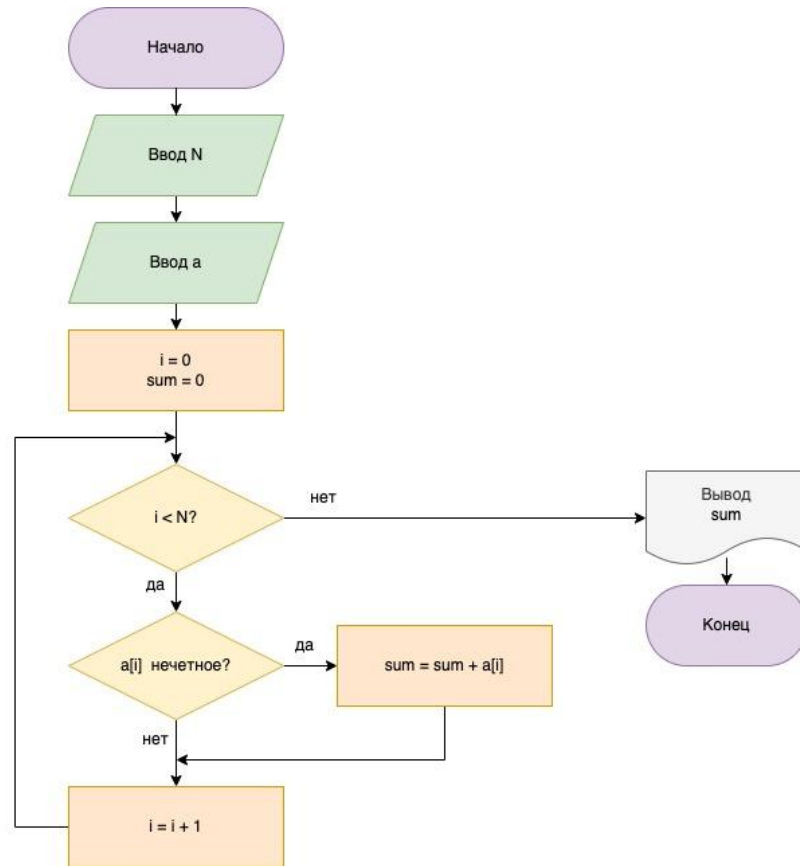 Начало
Ввод N
Ввод a
i = 0
sum = 0
i < N?
нет
Вывод
sum
Конец
да
a[i] нечетное?
да
sum = sum + a[i]
нет
i = i + 1